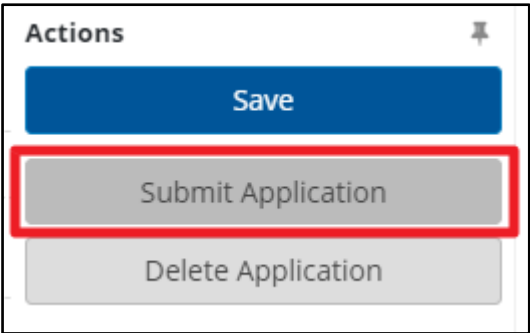 Actions
Save
Submit Application
Delete Application